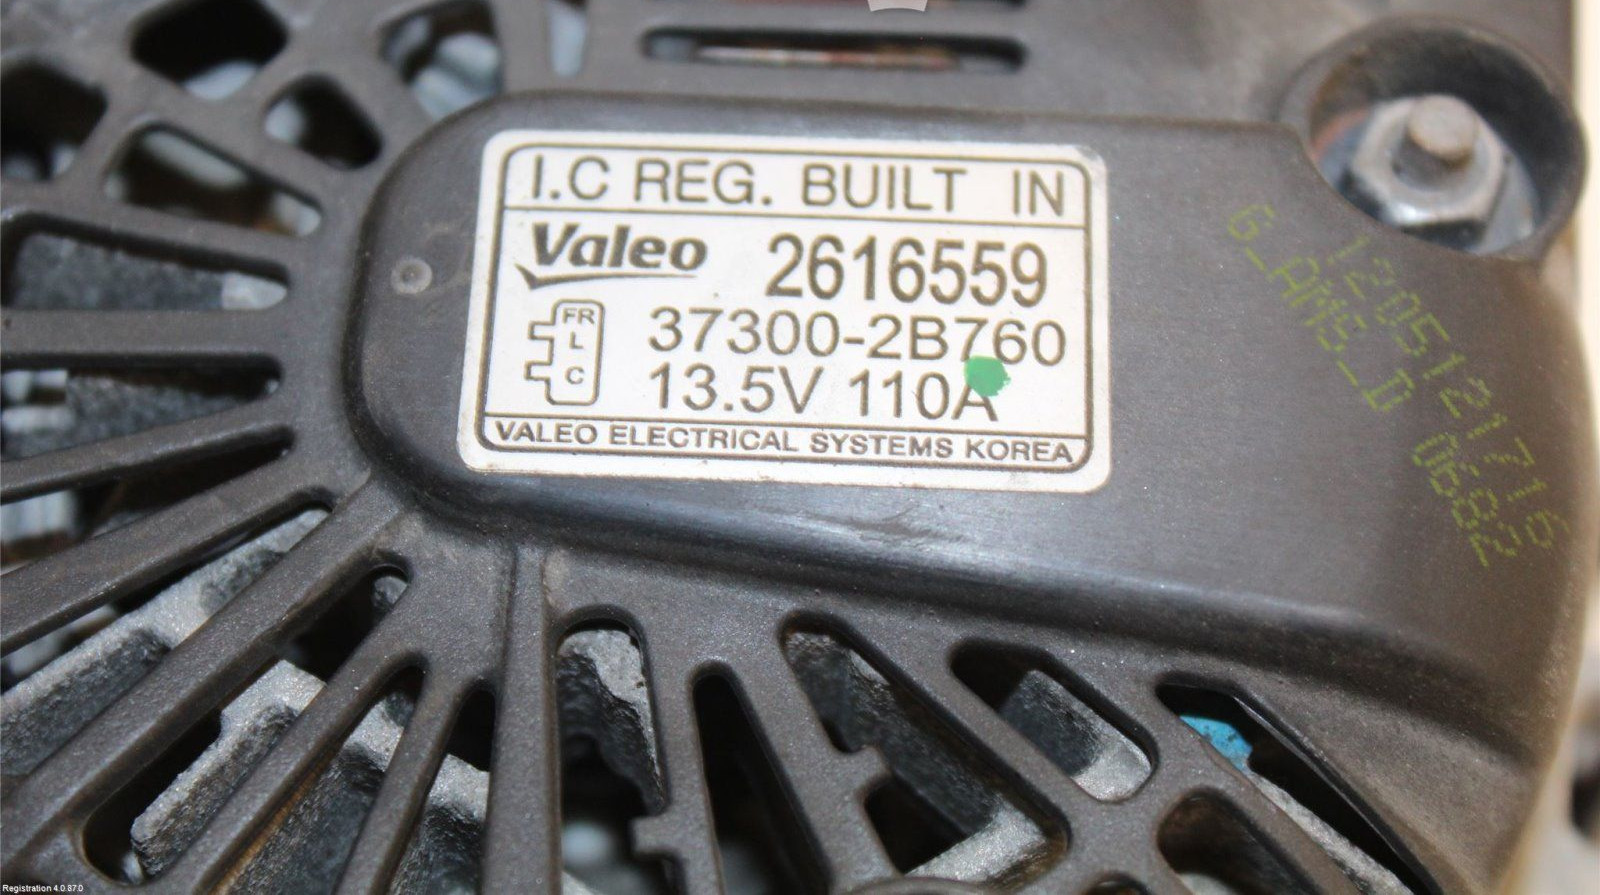 I.C REG. BUILT IN
Valeo 2616559
FR
L
C
37300-2B760
13.5V 110A
VALEO ELECTRICAL SYSTEMS KOREA
G_AMS_D 0682
Registration 4.0.87.0